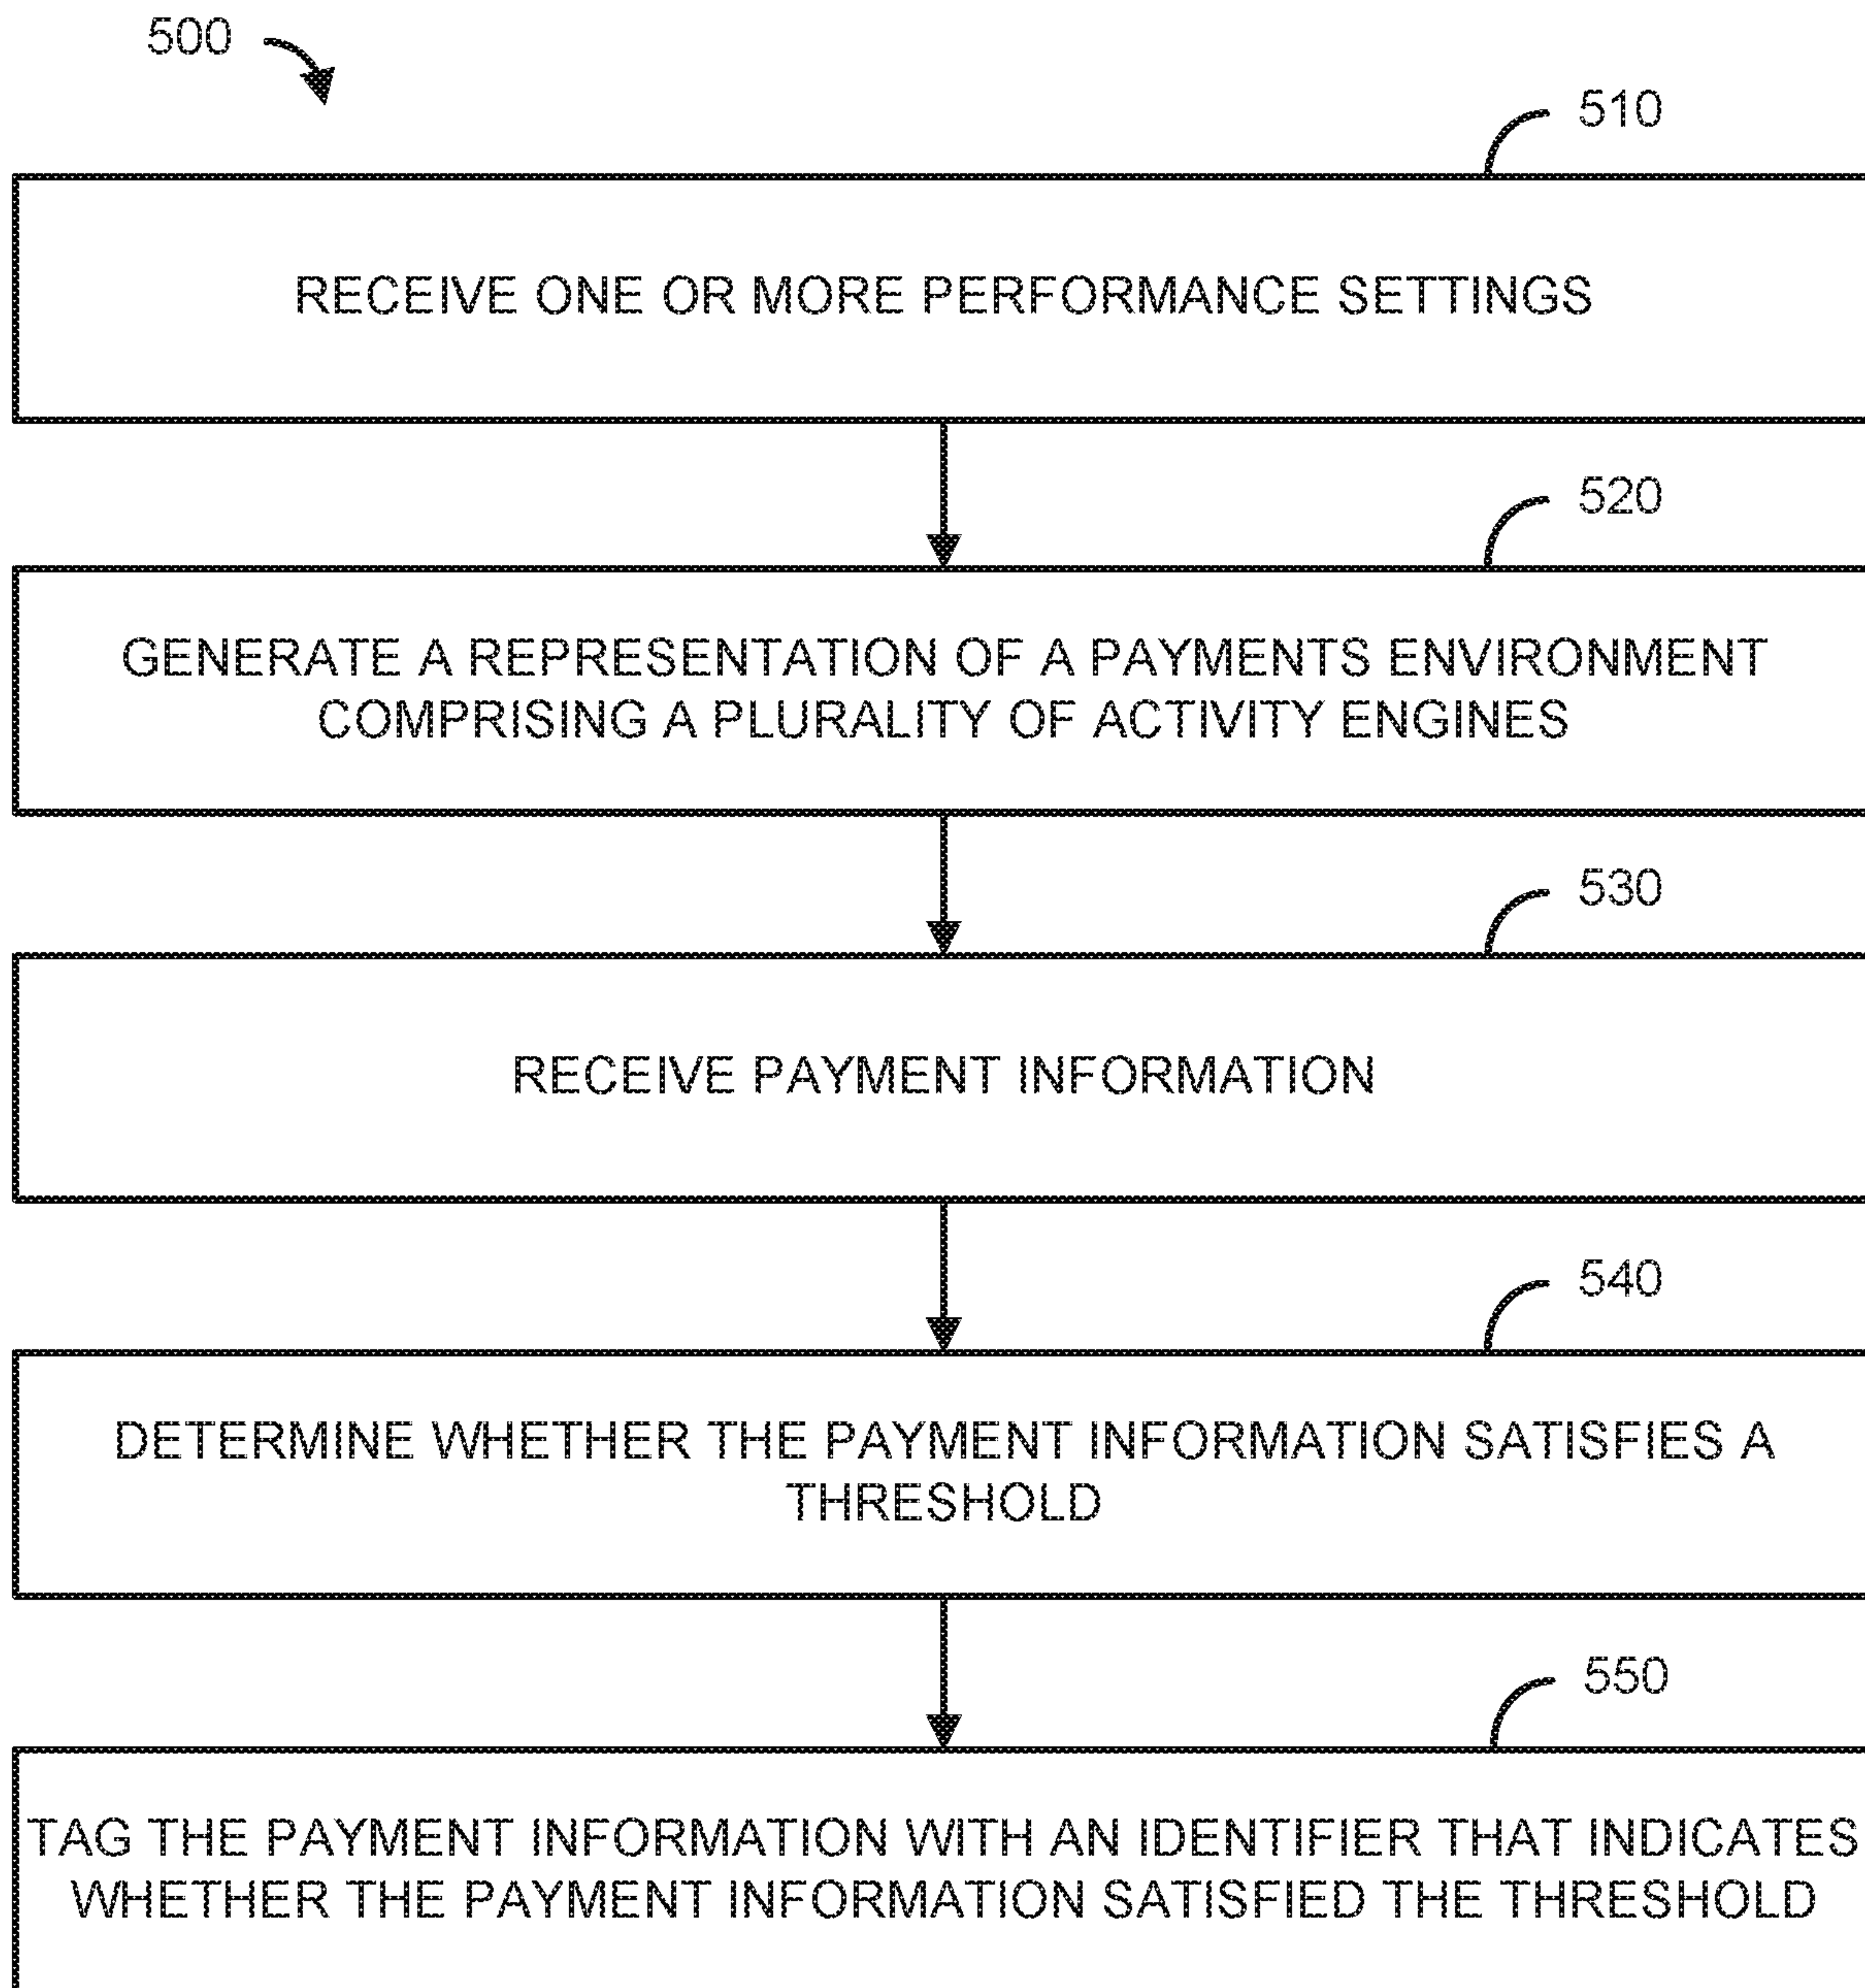 500
510
RECEIVE ONE OR MORE PERFORMANCE SETTINGS
520
GENERATE A REPRESENTATION OF A PAYMENTS ENVIRONMENT
COMPRISING A PLURALITY OF ACTIVITY ENGINES
530
RECEIVE PAYMENT INFORMATION
540
DETERMINE WHETHER THE PAYMENT INFORMATION SATISFIES A
THRESHOLD
550
TAG THE PAYMENT INFORMATION WITH AN IDENTIFIER THAT INDICATES
WHETHER THE PAYMENT INFORMATION SATISFIED THE THRESHOLD